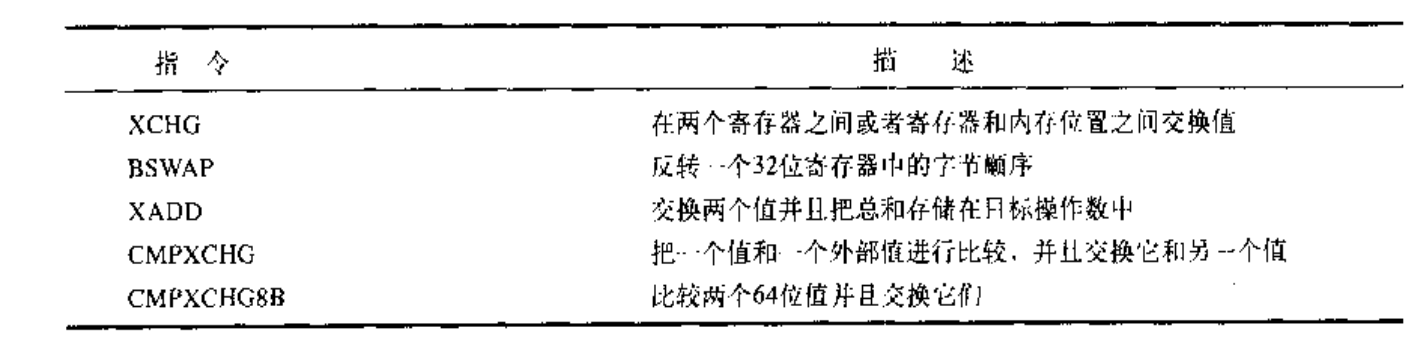 指 令 描 述
XCHG 在两个寄存器之间或者寄存器和内存位置之间交换值
BSWAP 反转一个32位寄存器中的字节顺序
XADD 交换两个值并且把总和存储在目标操作数中
CMPXCHG 把一个值和一个外部值进行比较，并且交换它和另一个值
CMPXCHG8B 比较两个64位值并且交换它们